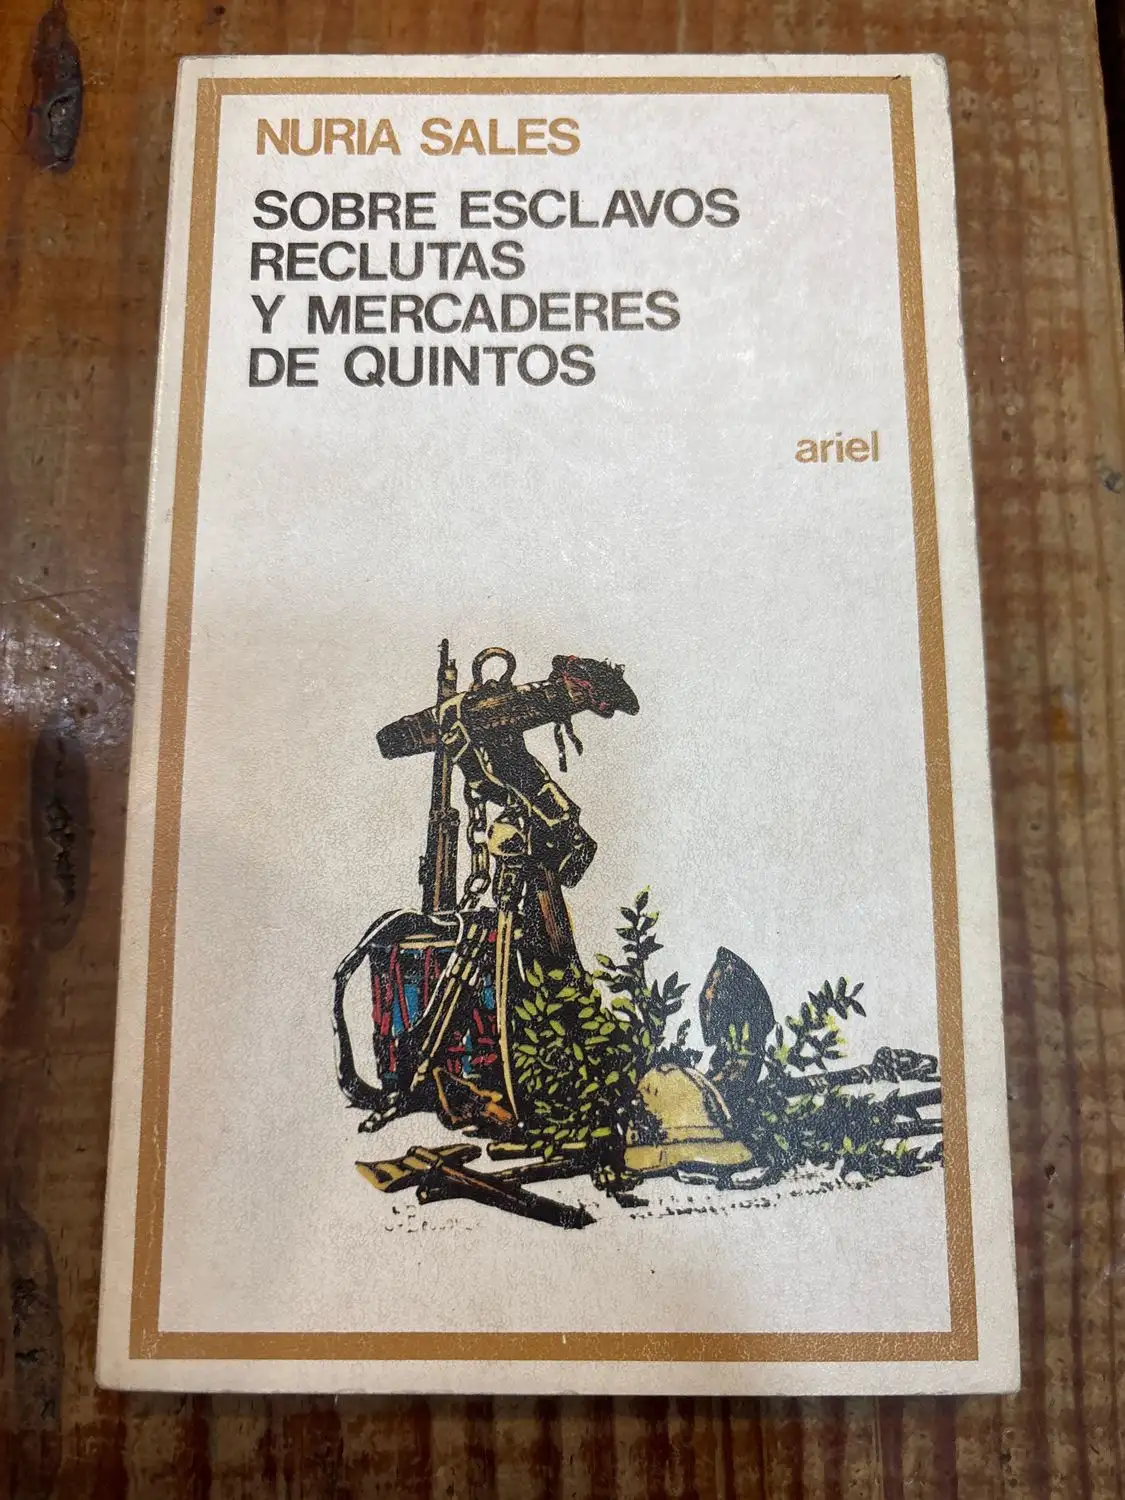 NURIA SALES
SOBRE ESCLAVOS
RECLUTAS
Y MERCADERES
DE QUINTOS
ariel